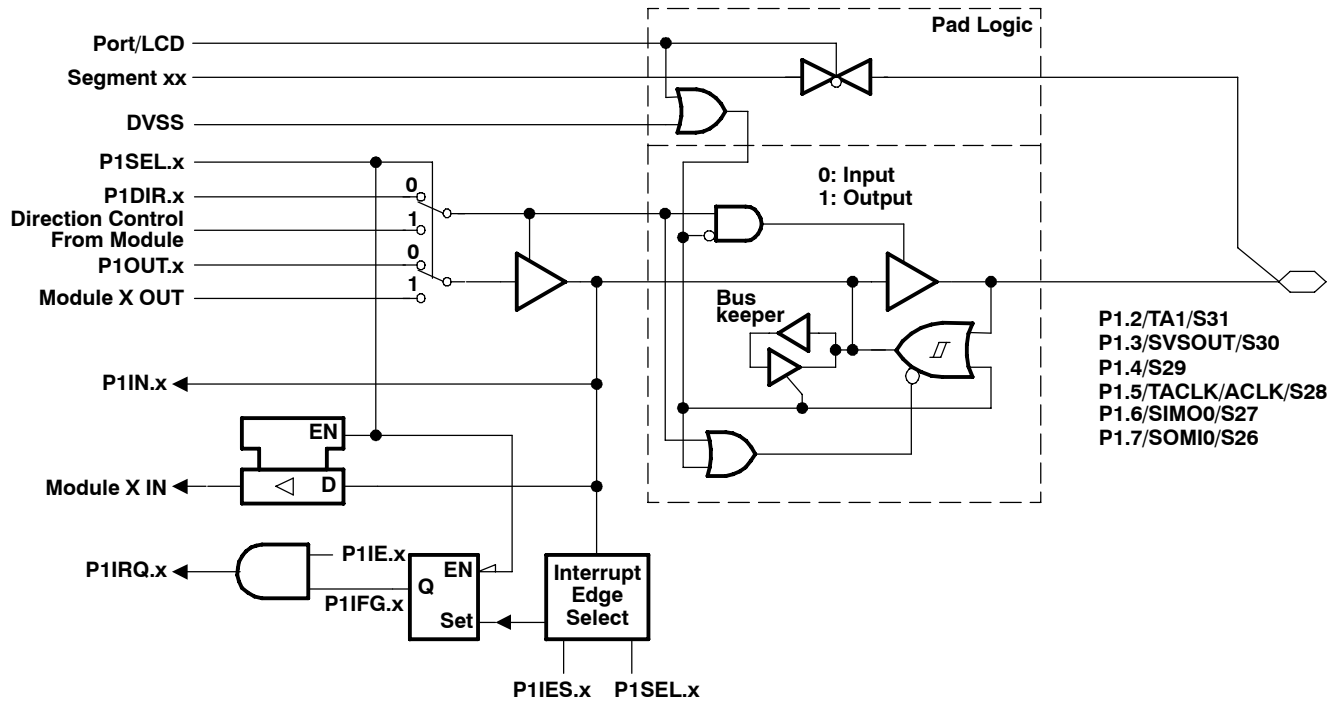 Pad Logic
Port/LCD
Segment xx
DVSS
P1SEL.x
0: Input
1: Output
P1DIR.x
0
Direction Control
From Module
1
P1OUT.x
0
1
Module X OUT
Bus
keeper
P1.2/TA1/S31
P1.3/SVSOUT/S30
P1.4/S29
P1.5/TACLK/ACLK/S28
P1.6/SIMO0/S27
P1.7/SOMI0/S26
P1IN.x
EN
Module X IN
D
P1IRQ.x
P1IE.x
P1IFG.x
EN
Q
Set
Interrupt
Edge
Select
P1IES.x
P1SEL.x